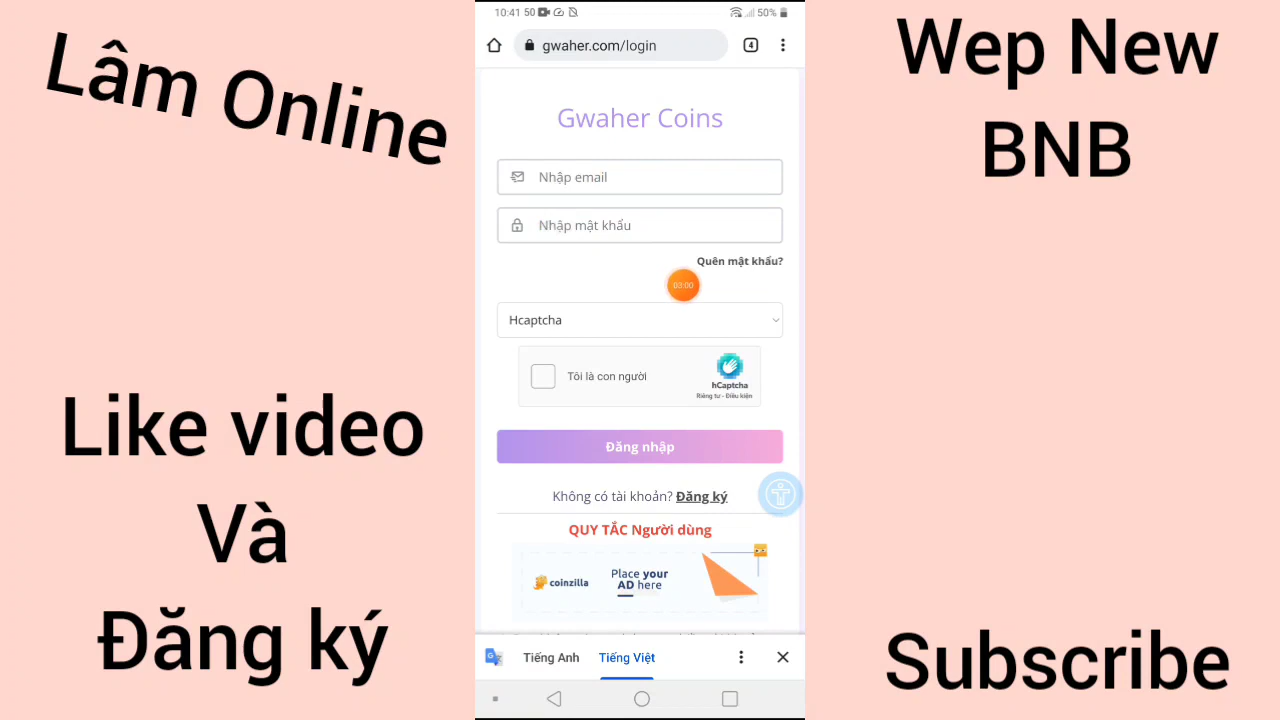 Lâm Online
Like video
Và
Đăng ký
10:41 50
50%
gwaher.com/login
4
Gwaher Coins
Nhập email
Nhập mật khẩu
Quên mật khẩu?
03:00
Hcaptcha
Tôi là con người
hCaptcha
Riêng tư - Điều kiện
Đăng nhập
Không có tài khoản? Đăng ký
QUY TẮC Người dùng
coinzilla
Place your
AD here
Tiếng Anh
Tiếng Việt
Wep New
BNB
Subscribe